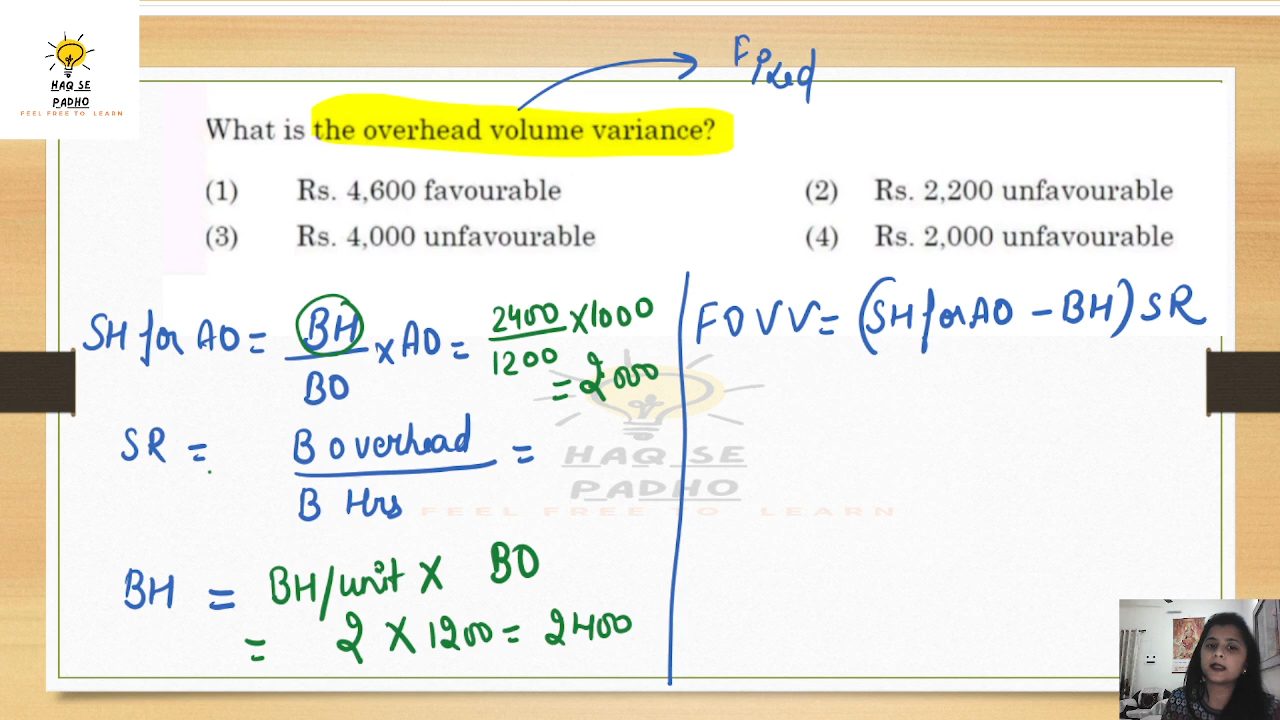 HAQ SE
PADHO
FEEL FREE TO LEARN
Fixed
What is the overhead volume variance?
(1) Rs. 4,600 favourable (2) Rs. 2,200 unfavourable
(3) Rs. 4,000 unfavourable (4) Rs. 2,000 unfavourable
SH for AO = BH/BO × AO = 2400/1200 × 1000
= 2000
SR = B overhead/B Hrs =
BH = BH/unit × BO
= 2 × 1200 = 2400
FOVV = (SH for AO - BH) SR
HAQ SE
PADHO
FEEL FREE TO LEARN